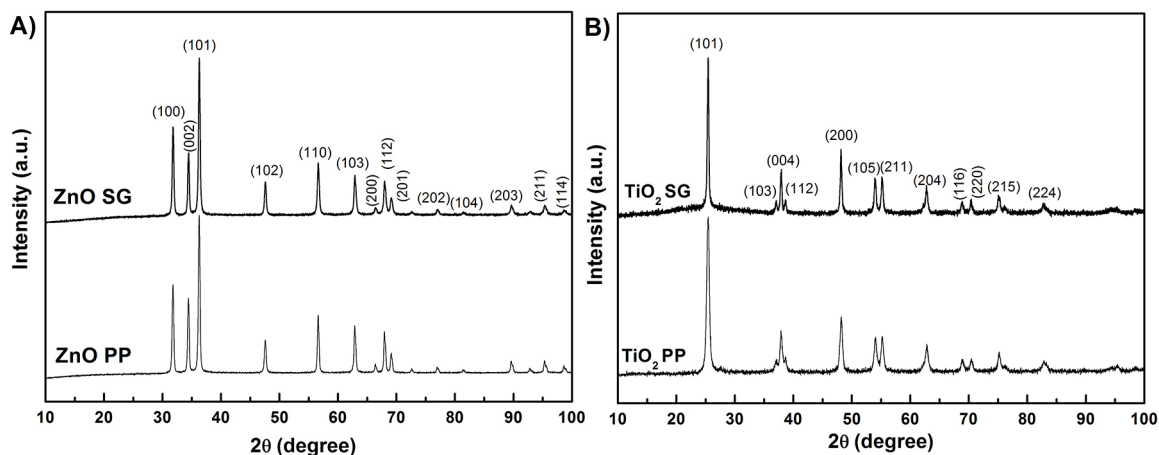 A)
Intensity (a.u.)
(100)
(002)
(101)
(102)
(110)
(103)
(200)
(112)
(201)
(202)
(104)
(203)
(211)
(114)
ZnO SG
ZnO PP
10 20 30 40 50 60 70 80 90 100
2θ (degree)
B)
Intensity (a.u.)
(101)
(103)
(004)
(112)
(200)
(105)
(211)
(204)
(116)
(220)
(215)
(224)
TiO₂ SG
TiO₂ PP
10 20 30 40 50 60 70 80 90 100
2θ (degree)